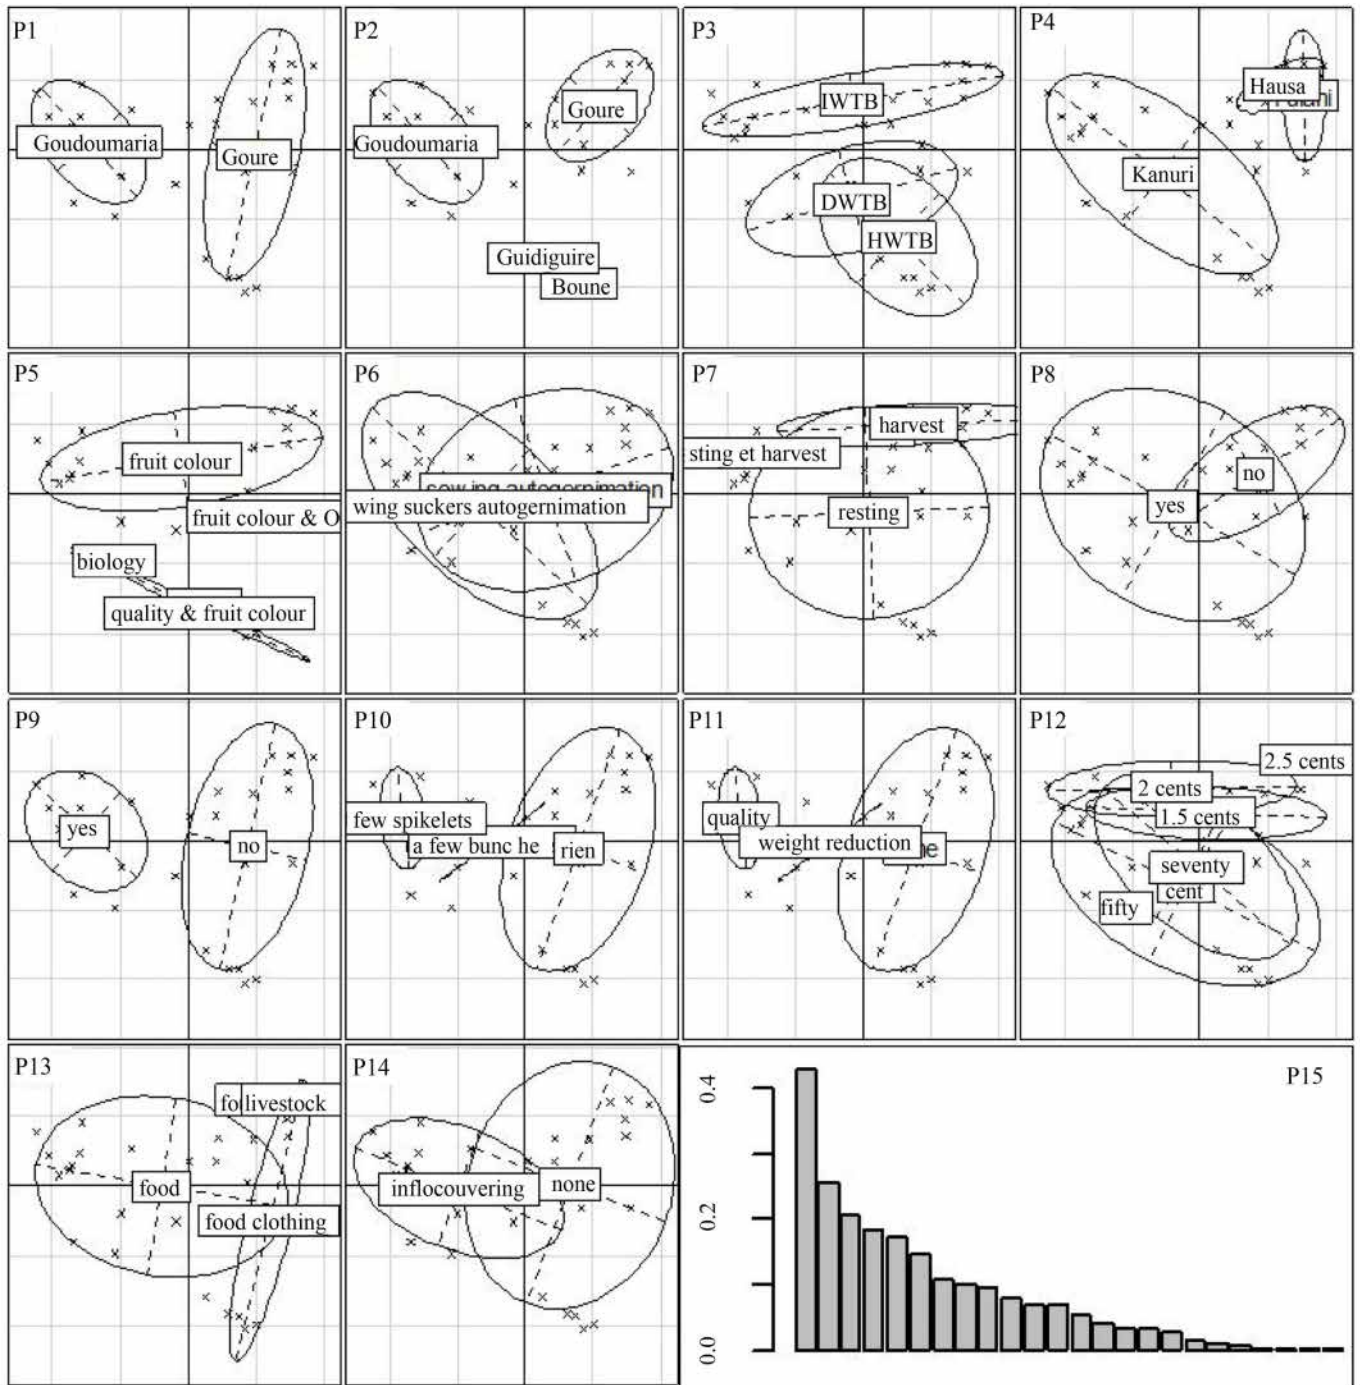 P1
Goudoumaria
Goure
P2
Goudoumaria
Goure
Guidiguire
Boune
P3
IWTB
DWTB
HWTB
P4
Hausa
Kanuri
P5
fruit colour
fruit colour & O
biology
quality & fruit colour
P6
sowing autogernimation
wing suckers autogernimation
P7
harvest
sting et harvest
resting
P8
no
yes
P9
yes
no
P10
few spikelets
a few bunc he
rien
P11
quality
weight reduction
ne
P12
2.5 cents
2 cents
1.5 cents
seventy
cent
fifty
P13
fo livestock
food
food clothing
P14
inflocouvering
none
P15
0.4
0.2
0.0